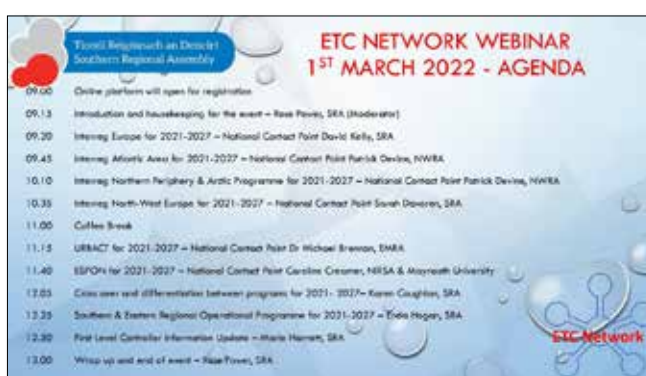 Tionól Réigiúnach an Deiscirt
Southern Regional Assembly
ETC NETWORK WEBINAR
1ST MARCH 2022 - AGENDA
09.00 Online platform will open for registration
09.15 Introduction and housekeeping for the event – Rose Power, SRA (Moderator)
09.20 Interreg Europe for 2021-2027 – National Contact Point David Kelly, SRA
09.45 Interreg Atlantic Area for 2021-2027 – National Contact Point Patrick Devine, NWRA
10.10 Interreg Northern Periphery & Arctic Programme for 2021-2027 – National Contact Point Patrick Devine, NWRA
10.35 Interreg North-West Europe for 2021-2027 – National Contact Point Sarah Davoren, SRA
11.00 Coffee Break
11.15 URBACT for 2021-2027 – National Contact Point Dr Michael Brennan, EMRA
11.40 ESPON for 2021-2027 – National Contact Point Caroline Creamer, NIRSA & Maynooth University
12.05 Cross over and differentiation between programs for 2021- 2027– Karen Coughlan, SRA
12.25 Southern & Eastern Regional Operational Programme for 2021-2027 – Enda Hogan, SRA
12.50 First Level Controller Information Update – Marie Harnett, SRA
13.00 Wrap up and end of event – Rose Power, SRA
ETC Network